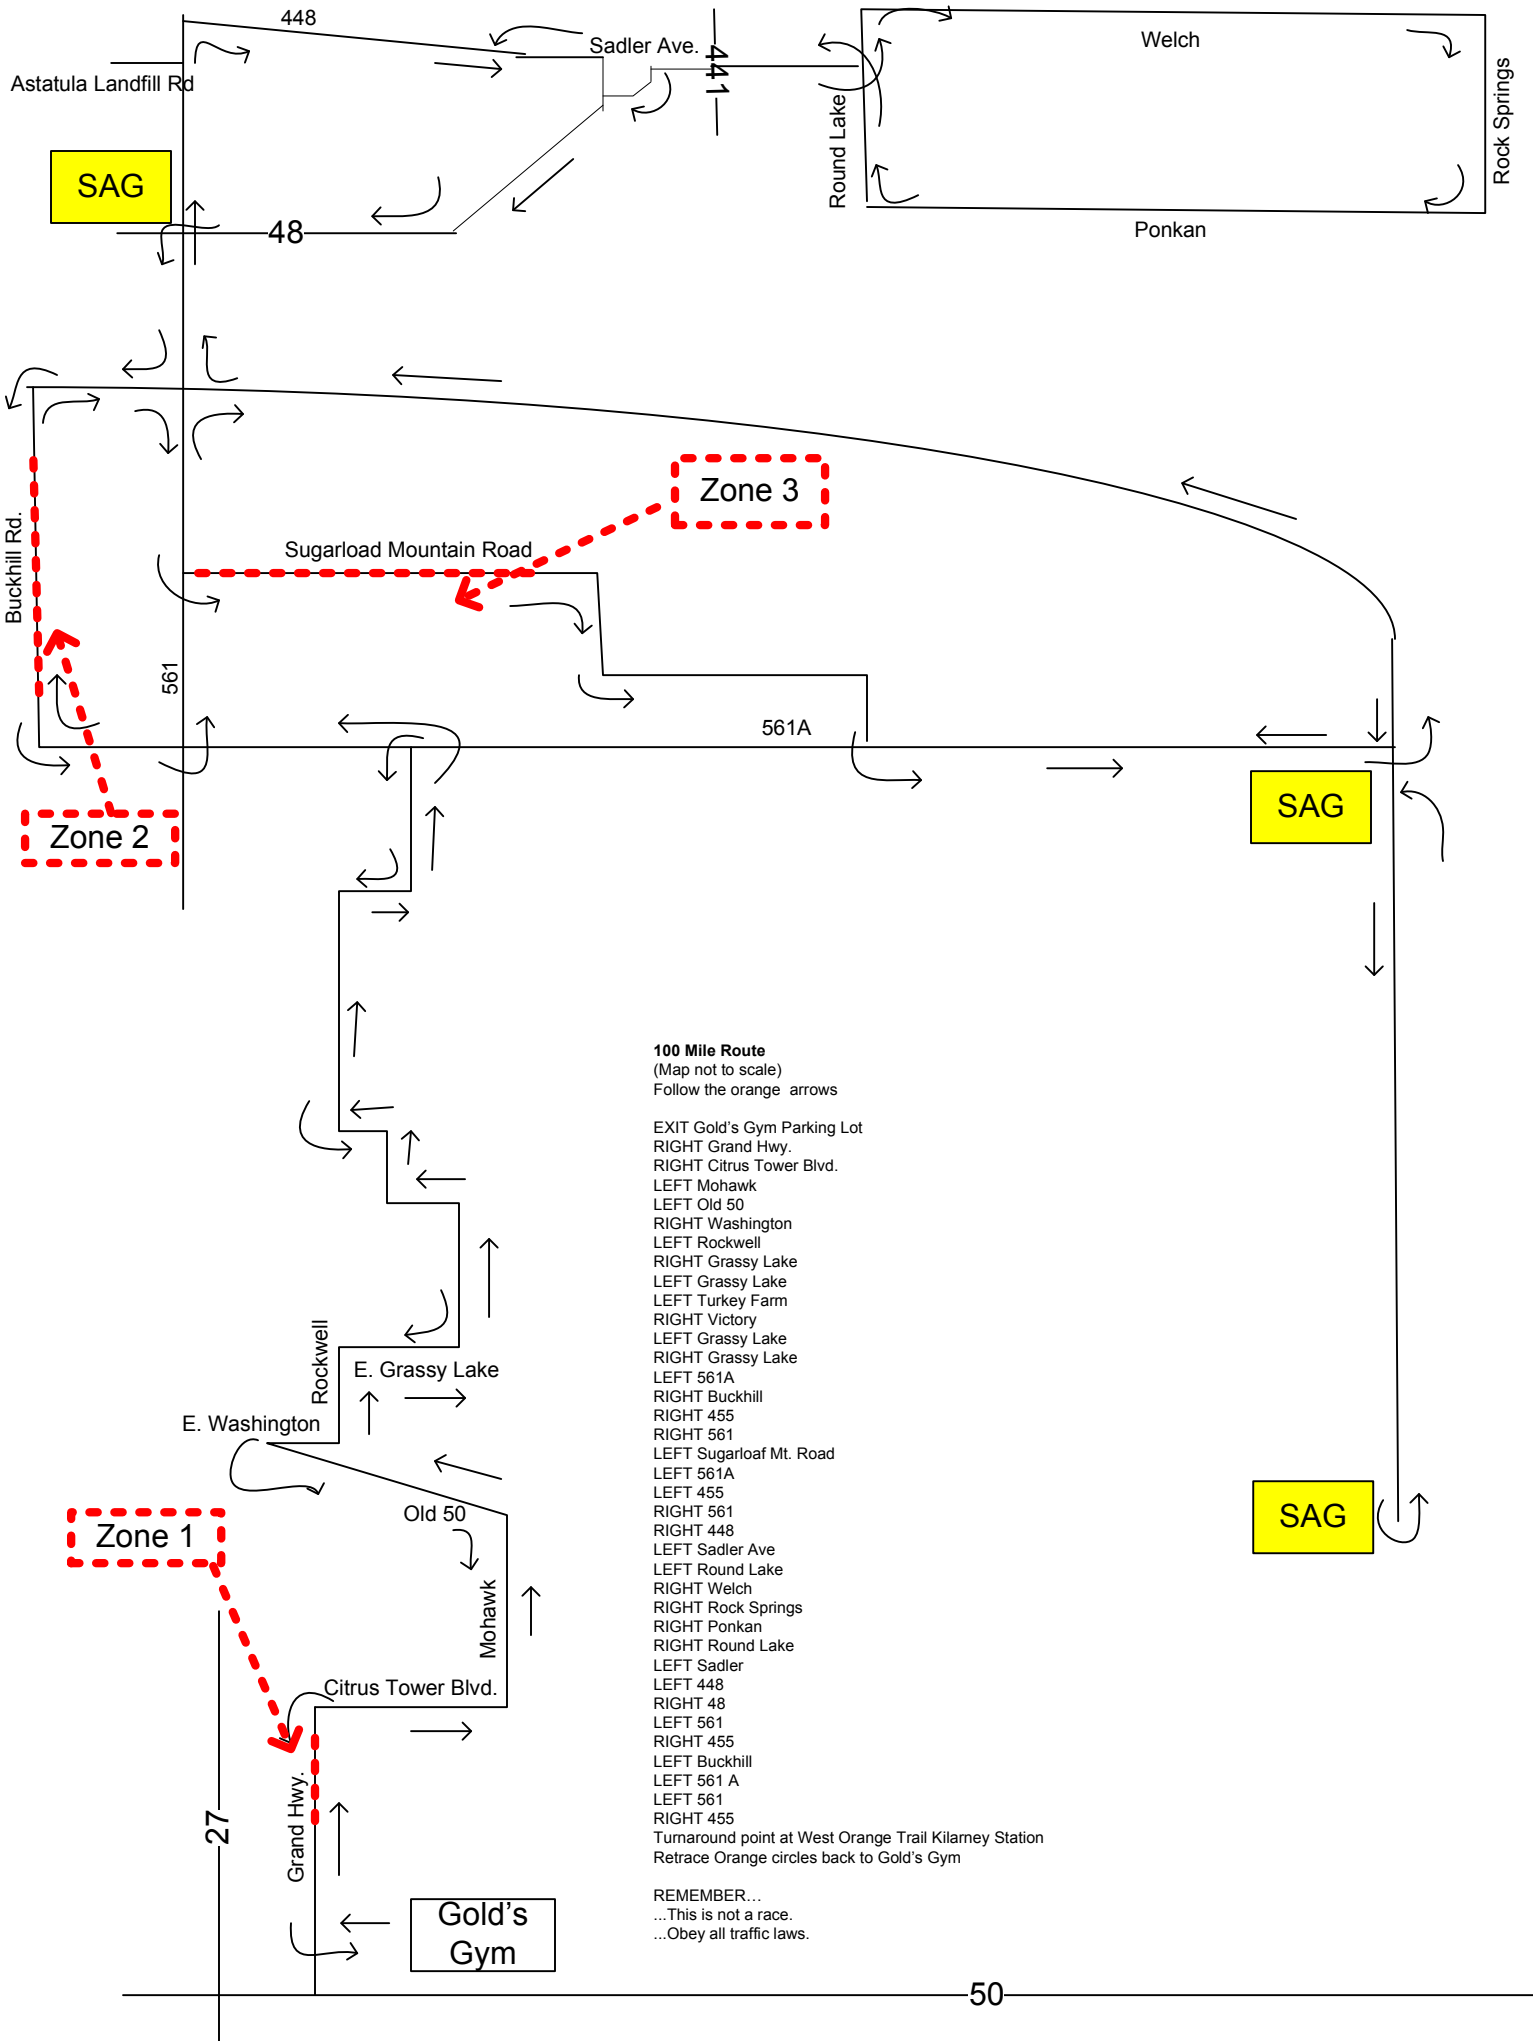 448
Sadler Ave.
441
Welch
Astatula Landfill Rd
Round Lake
Rock Springs
SAG
48
Ponkan
Zone 3
Sugarload Mountain Road
Buckhill Rd.
561
561A
SAG
Zone 2
100 Mile Route
(Map not to scale)
Follow the orange arrows
EXIT Gold's Gym Parking Lot
RIGHT Grand Hwy.
RIGHT Citrus Tower Blvd.
LEFT Mohawk
LEFT Old 50
RIGHT Washington
LEFT Rockwell
RIGHT Grassy Lake
LEFT Grassy Lake
LEFT Turkey Farm
RIGHT Victory
LEFT Grassy Lake
RIGHT Grassy Lake
LEFT 561A
RIGHT Buckhill
RIGHT 455
RIGHT 561
LEFT Sugarloaf Mt. Road
LEFT 561A
LEFT 455
RIGHT 561
RIGHT 448
LEFT Sadler Ave
LEFT Round Lake
RIGHT Welch
RIGHT Rock Springs
RIGHT Ponkan
RIGHT Round Lake
LEFT Sadler
LEFT 448
RIGHT 48
LEFT 561
RIGHT 455
LEFT Buckhill
LEFT 561 A
LEFT 561
RIGHT 455
Turnaround point at West Orange Trail Kilarney Station
Retrace Orange circles back to Gold's Gym
REMEMBER…
...This is not a race.
...Obey all traffic laws.
Rockwell
E. Grassy Lake
E. Washington
Old 50
SAG
Zone 1
Mohawk
Citrus Tower Blvd.
Grand Hwy.
27
Gold's
Gym
50